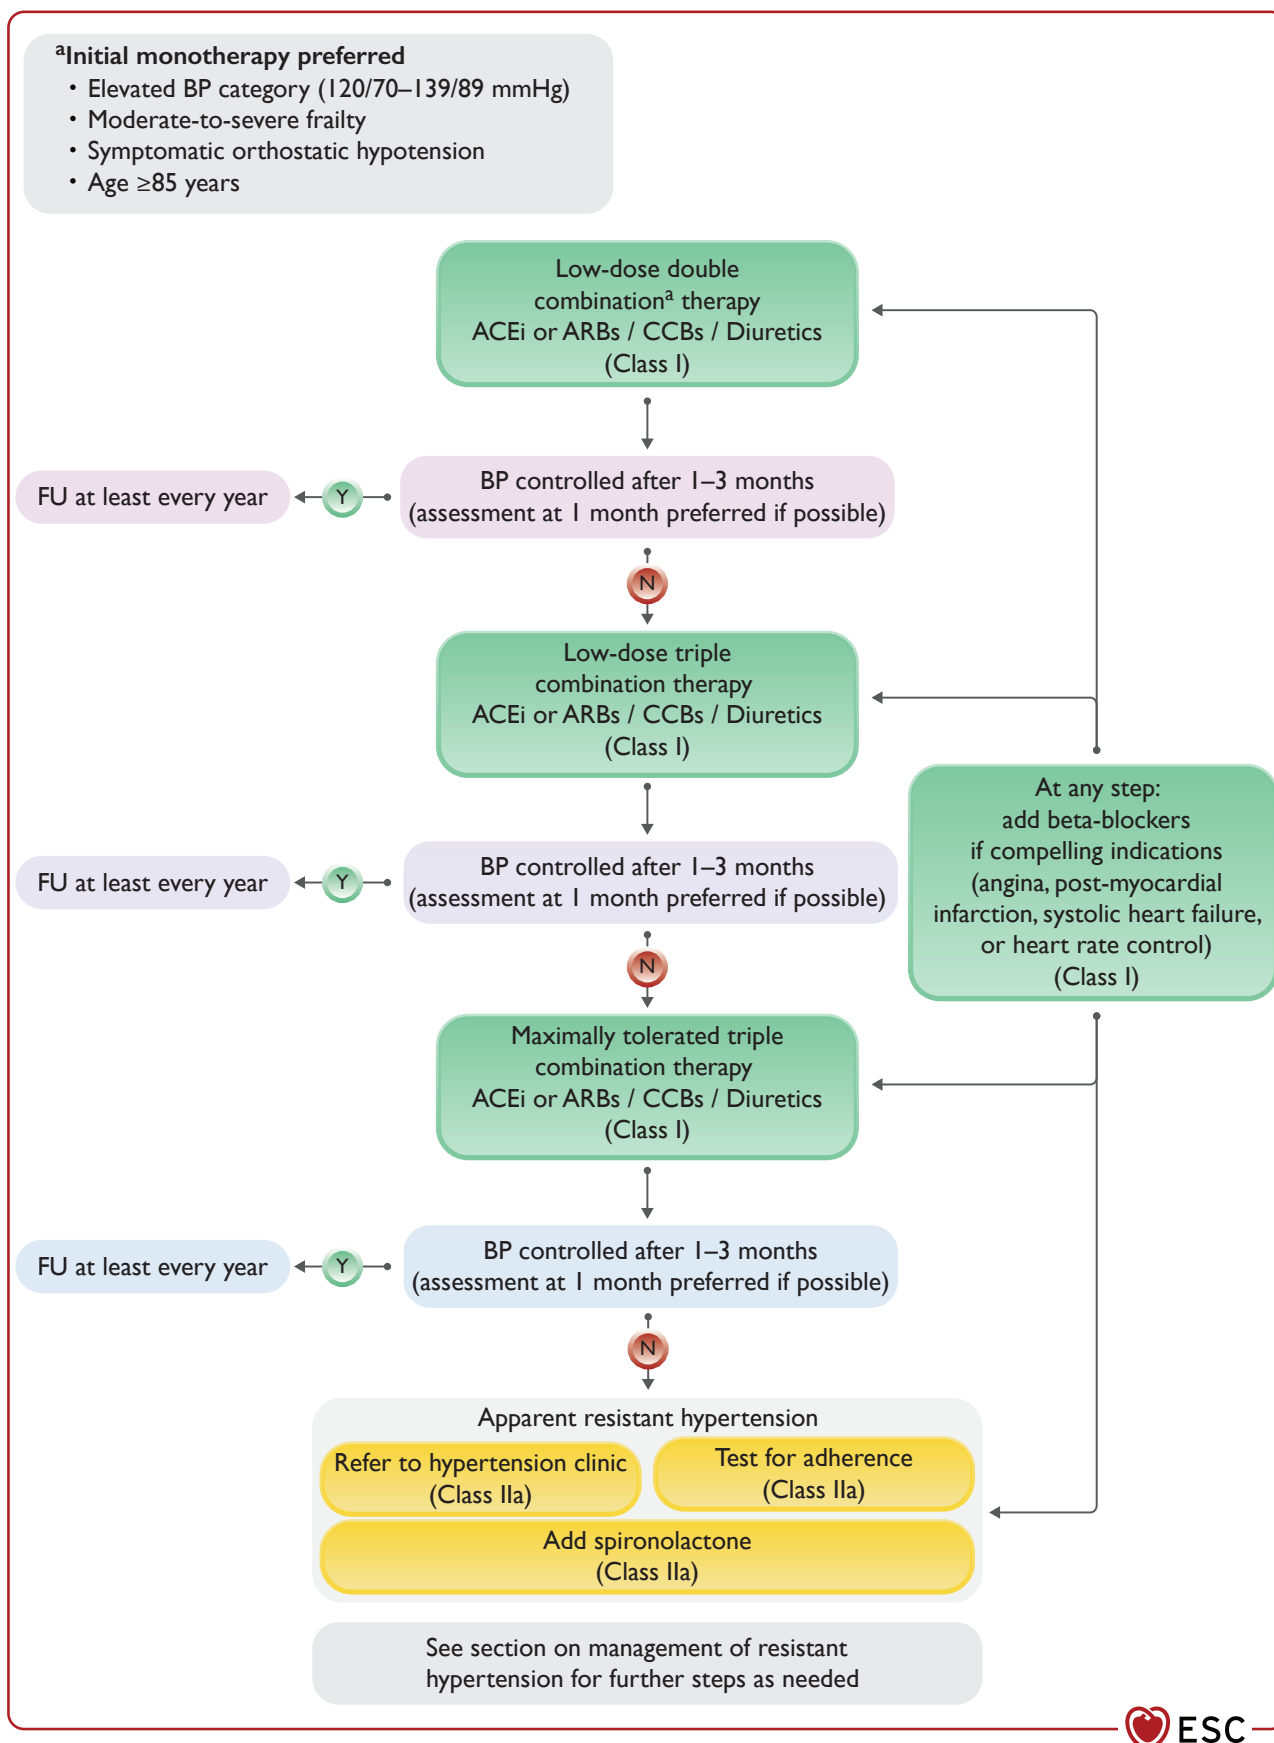 aInitial monotherapy preferred
• Elevated BP category (120/70–139/89 mmHg)
• Moderate-to-severe frailty
• Symptomatic orthostatic hypotension
• Age ≥85 years
Low-dose double
combinationa therapy
ACEi or ARBs / CCBs / Diuretics
(Class I)
FU at least every year
Y
BP controlled after 1–3 months
(assessment at 1 month preferred if possible)
N
Low-dose triple
combination therapy
ACEi or ARBs / CCBs / Diuretics
(Class I)
At any step:
add beta-blockers
if compelling indications
(angina, post-myocardial
infarction, systolic heart failure,
or heart rate control)
(Class I)
FU at least every year
Y
BP controlled after 1–3 months
(assessment at 1 month preferred if possible)
N
Maximally tolerated triple
combination therapy
ACEi or ARBs / CCBs / Diuretics
(Class I)
FU at least every year
Y
BP controlled after 1–3 months
(assessment at 1 month preferred if possible)
N
Apparent resistant hypertension
Refer to hypertension clinic
(Class IIa)
Test for adherence
(Class IIa)
Add spironolactone
(Class IIa)
See section on management of resistant
hypertension for further steps as needed
ESC